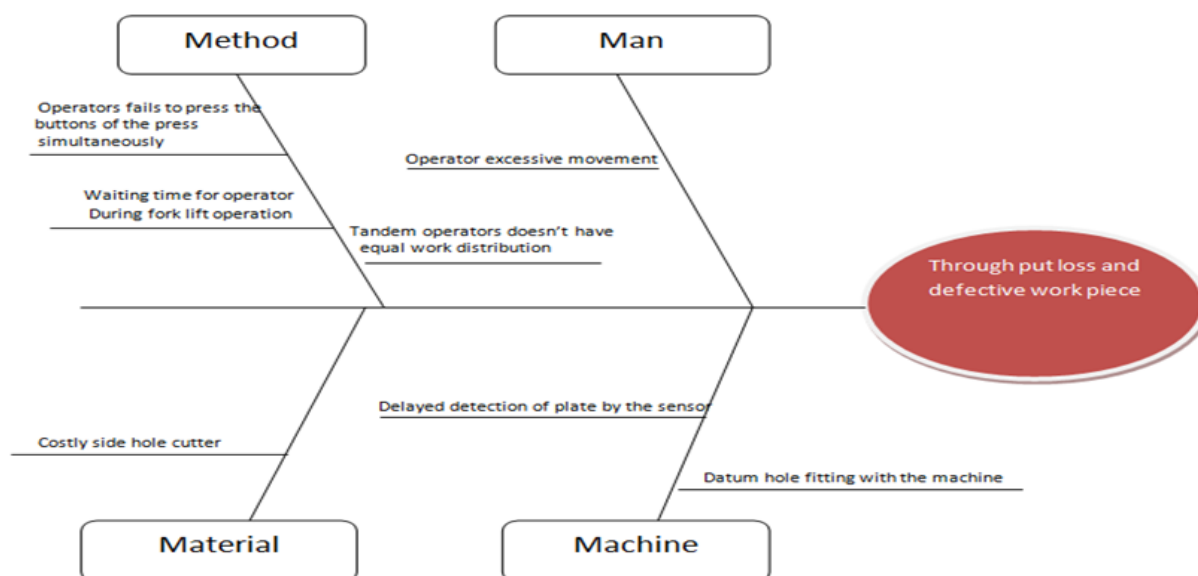 Method
Man
Operators fails to press the
buttons of the press
simultaneously
Operator excessive movement
Waiting time for operator
During fork lift operation
Tandem operators doesn't have
equal work distribution
Through put loss and
defective work piece
Delayed detection of plate by the sensor
Costly side hole cutter
Datum hole fitting with the machine
Material
Machine